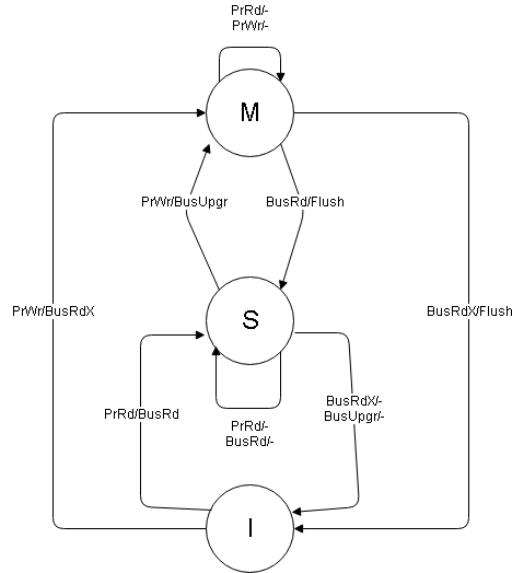 PrRd/-
PrWr/-
M
PrWr/BusUpgr
BusRd/Flush
PrWr/BusRdX
BusRdX/Flush
S
PrRd/BusRd
PrRd/-
BusRd/-
BusRdX/-
BusUpgr/-
I